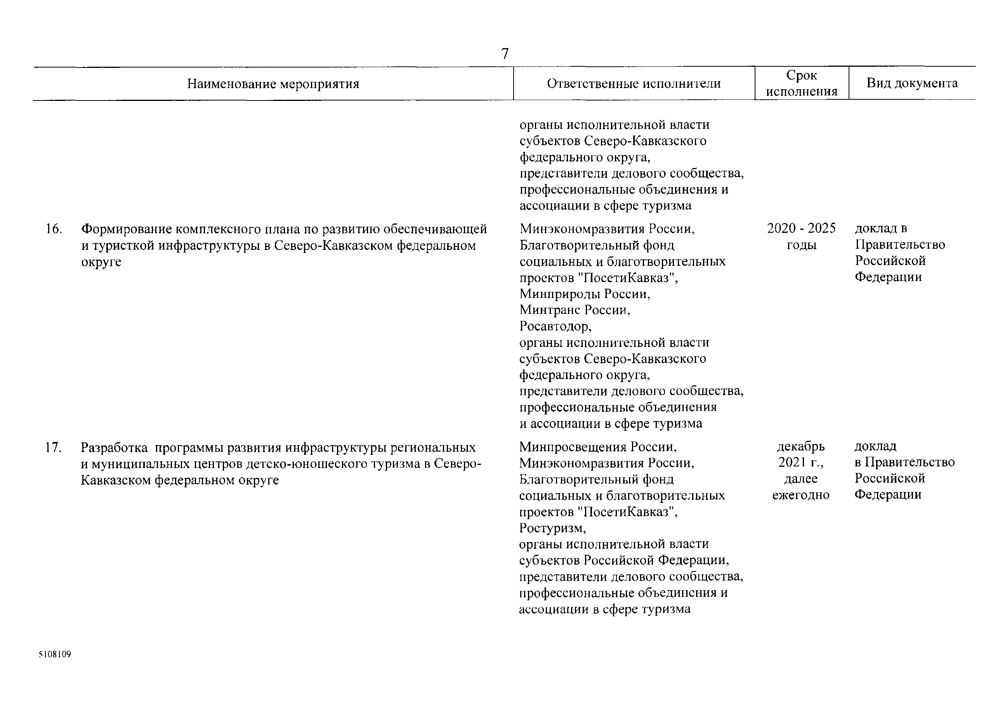 7
Наименование мероприятия
Ответственные исполнители
Срок
исполнения
Вид документа
органы исполнительной власти
субъектов Северо-Кавказского
федерального округа,
представители делового сообщества,
профессиональные объединения и
ассоциации в сфере туризма
16.
Формирование комплексного плана по развитию обеспечивающей
и туристкой инфраструктуры в Северо-Кавказском федеральном
округе
Минэкономразвития России,
Благотворительный фонд
социальных и благотворительных
проектов "ПосетиКавказ",
Минприроды России,
Минтранс России,
Росавтодор,
органы исполнительной власти
субъектов Северо-Кавказского
федерального округа,
представители делового сообщества,
профессиональные объединения
и ассоциации в сфере туризма
2020 - 2025
годы
доклад в
Правительство
Российской
Федерации
17.
Разработка программы развития инфраструктуры региональных
и муниципальных центров детско-юношеского туризма в Северо-
Кавказском федеральном округе
Минпросвещения России,
Минэкономразвития России,
Благотворительный фонд
социальных и благотворительных
проектов "ПосетиКавказ",
Ростуризм,
органы исполнительной власти
субъектов Российской Федерации,
представители делового сообщества,
профессиональные объединения и
ассоциации в сфере туризма
декабрь
2021 г.,
далее
ежегодно
доклад
в Правительство
Российской
Федерации
5108109